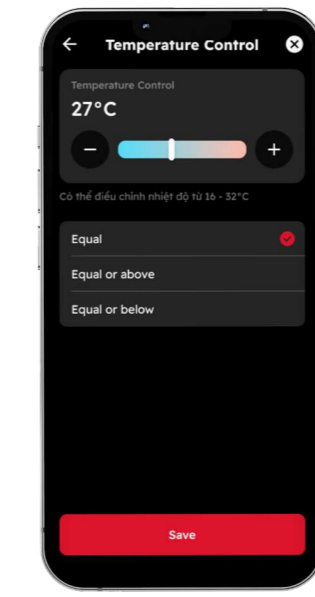 Temperature Control
Temperature Control
27°C
Có thể điều chỉnh nhiệt độ từ 16 - 32°C
Equal
Equal or above
Equal or below
Save